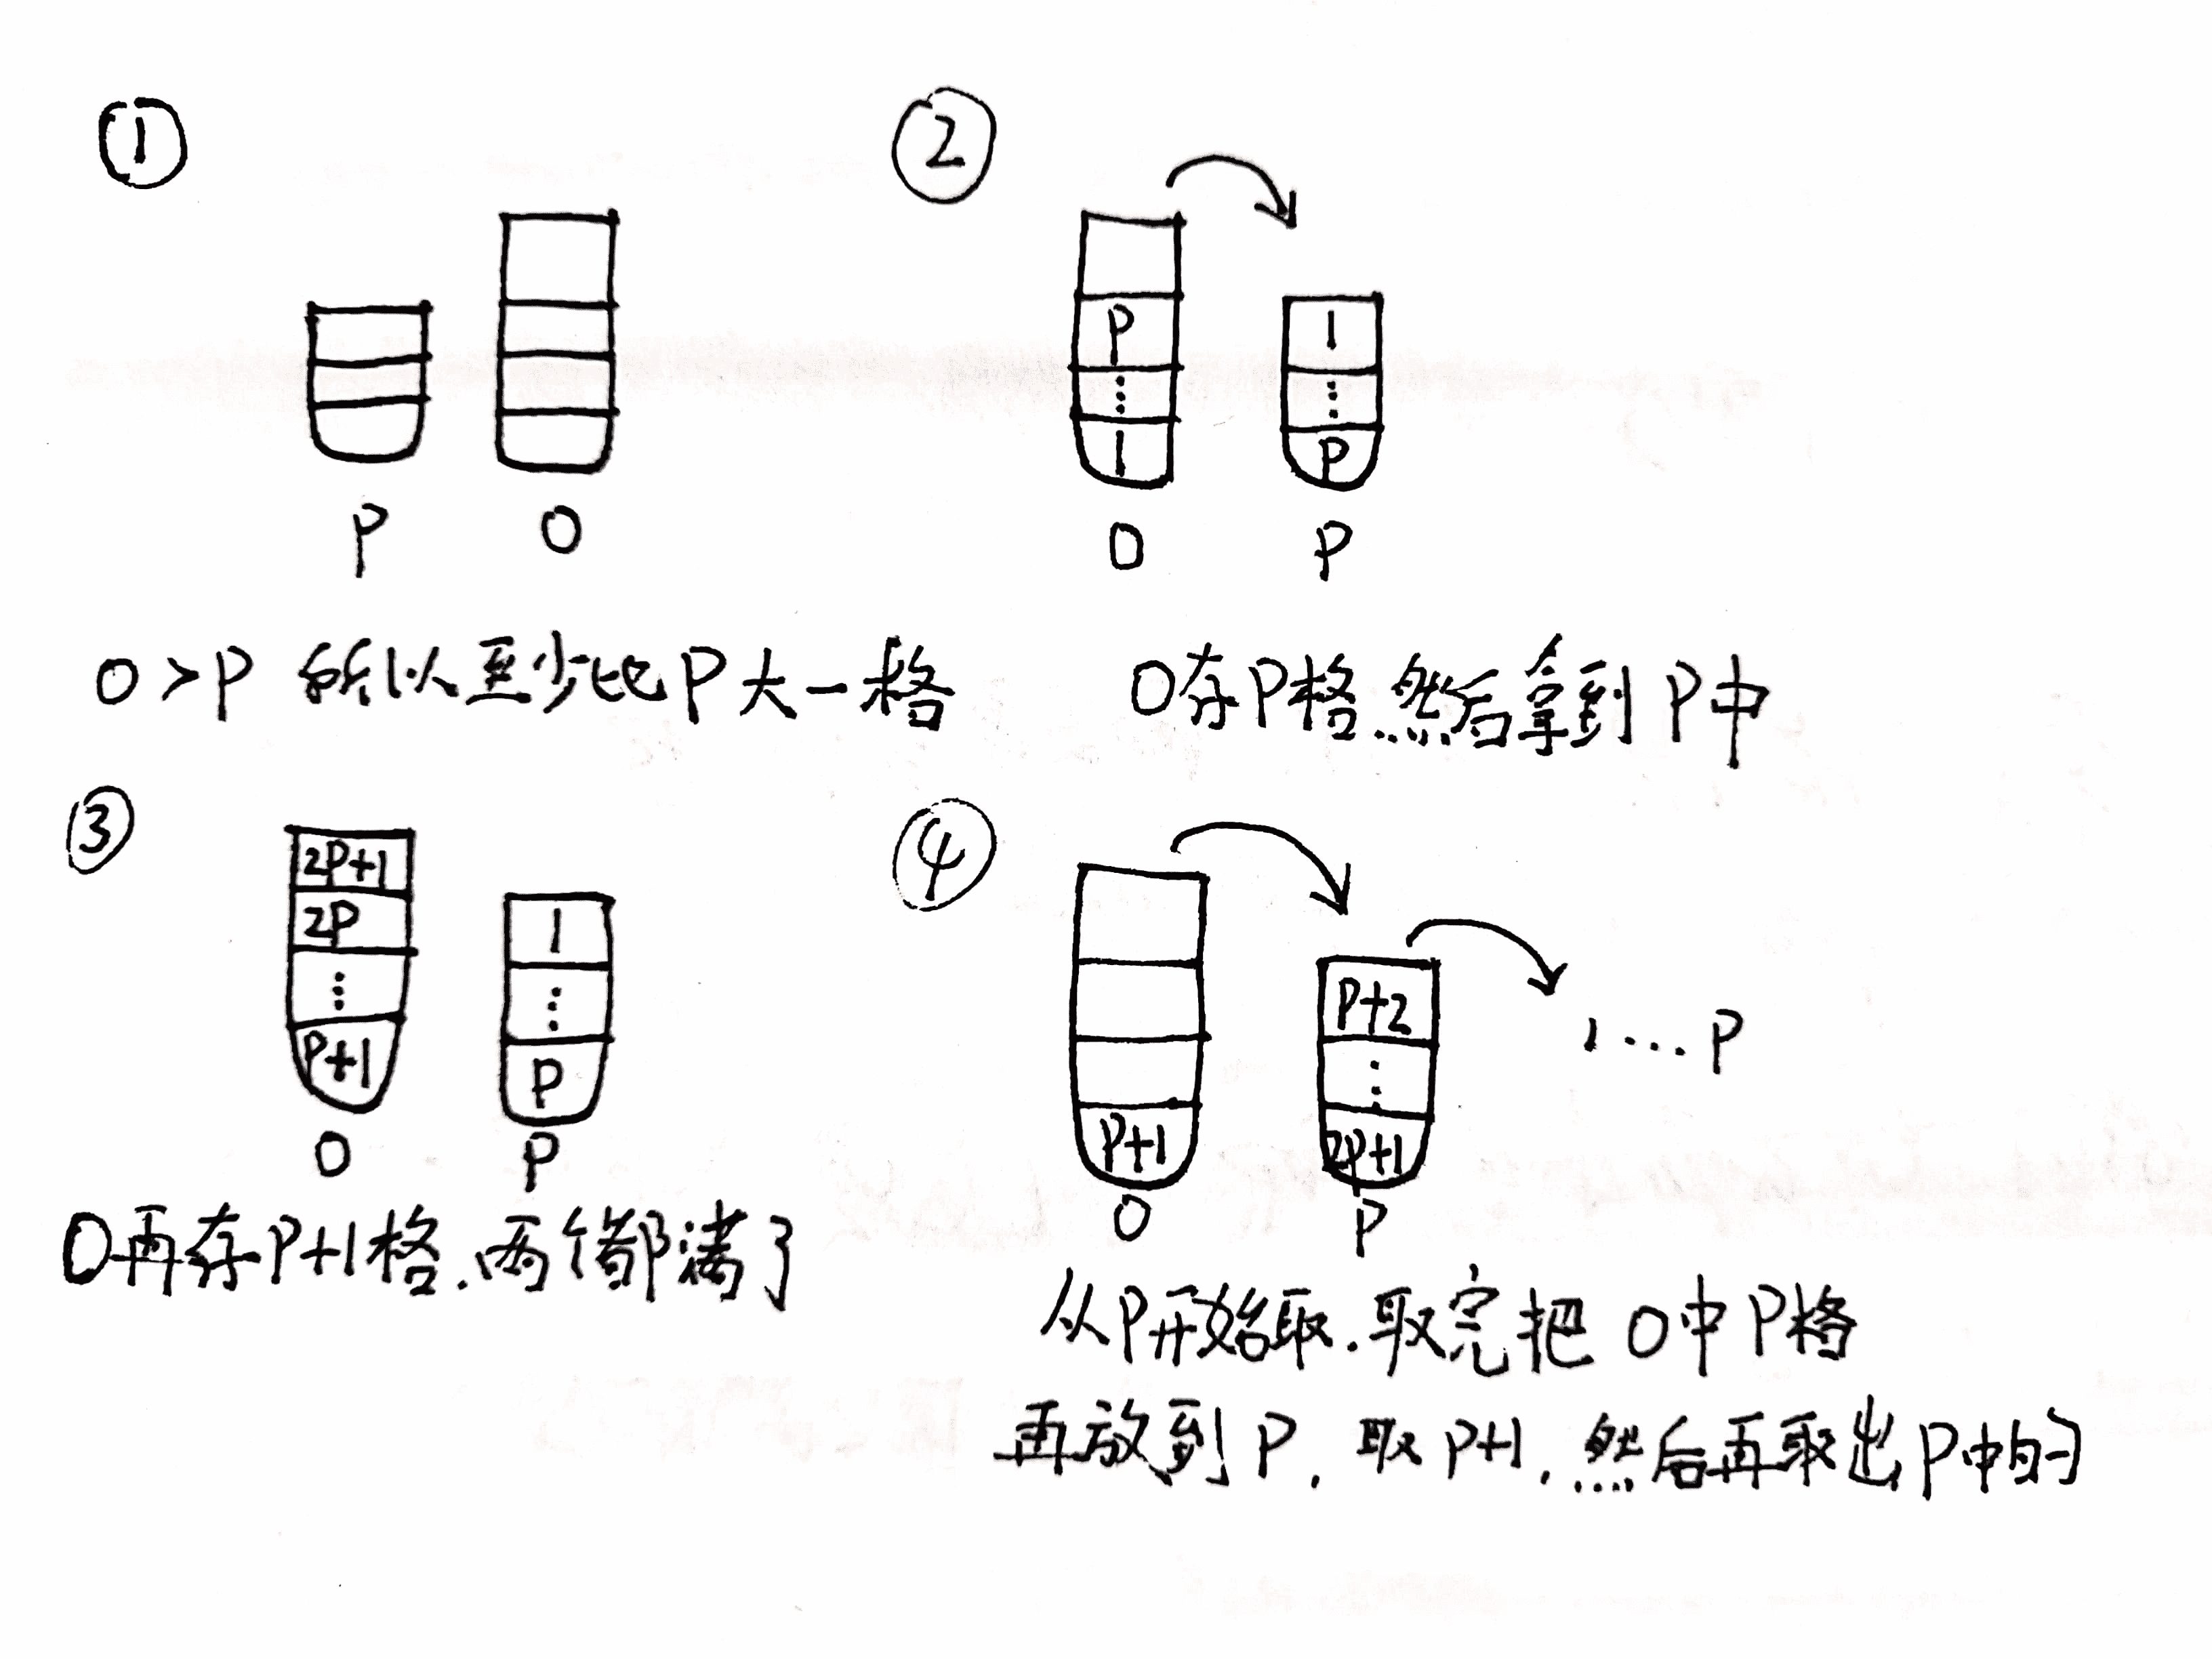 ①
②
P
1
⋮
⋮
1
P
P
O
O
P
O>P 所以至少比P大一格
O存P格.然后拿到P中
③
④
2P+1
2P
1
⋮
⋮
P+1
P
O
P
P+2
⋮
1...P
P+1
2P+1
O
P
O再存P+1格.两个都满了
从P开始取.取完把O中P格
再放到P.取P+1.然后再取出P中的